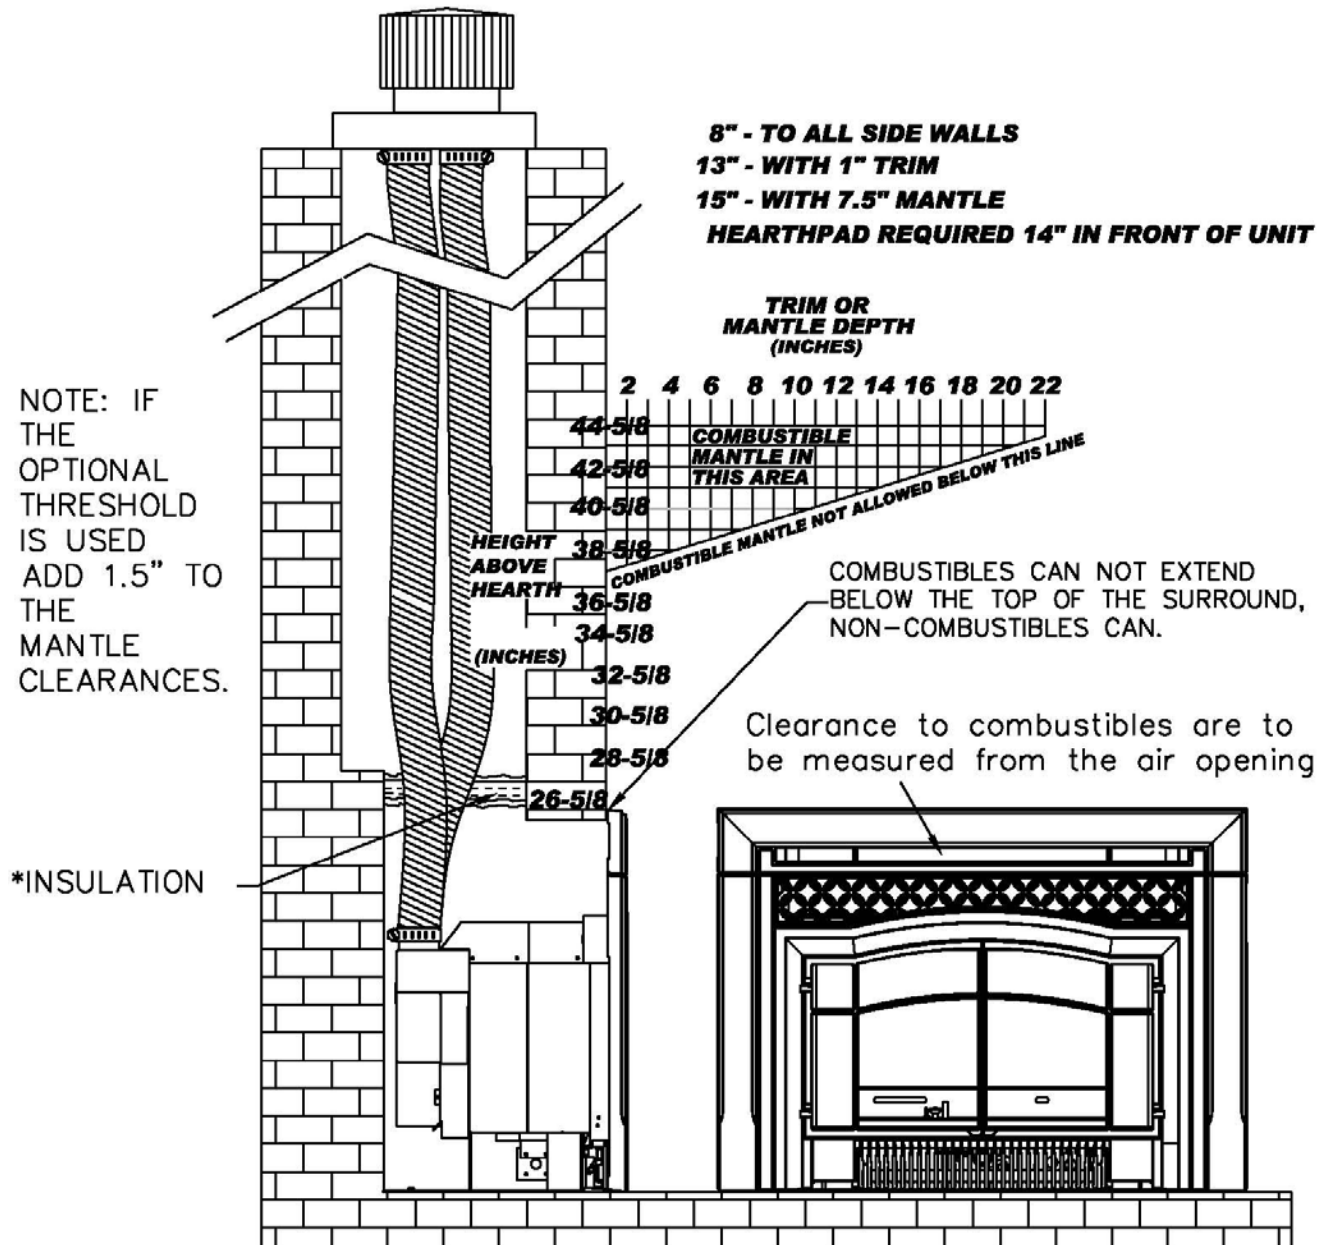 8" - TO ALL SIDE WALLS
13" - WITH 1" TRIM
15" - WITH 7.5" MANTLE
HEARTHPAD REQUIRED 14" IN FRONT OF UNIT
TRIM OR
MANTLE DEPTH
(INCHES)
2 4 6 8 10 12 14 16 18 20 22
NOTE: IF
THE
OPTIONAL
THRESHOLD
IS USED
ADD 1.5" TO
THE
MANTLE
CLEARANCES.
44-5/8
42-5/8
40-5/8
38-5/8
36-5/8
34-5/8
32-5/8
30-5/8
28-5/8
26-5/8
COMBUSTIBLE
MANTLE IN
THIS AREA
COMBUSTIBLE MANTLE NOT ALLOWED BELOW THIS LINE
HEIGHT
ABOVE
HEARTH
(INCHES)
COMBUSTIBLES CAN NOT EXTEND
BELOW THE TOP OF THE SURROUND,
NON-COMBUSTIBLES CAN.
Clearance to combustibles are to
be measured from the air opening
*INSULATION